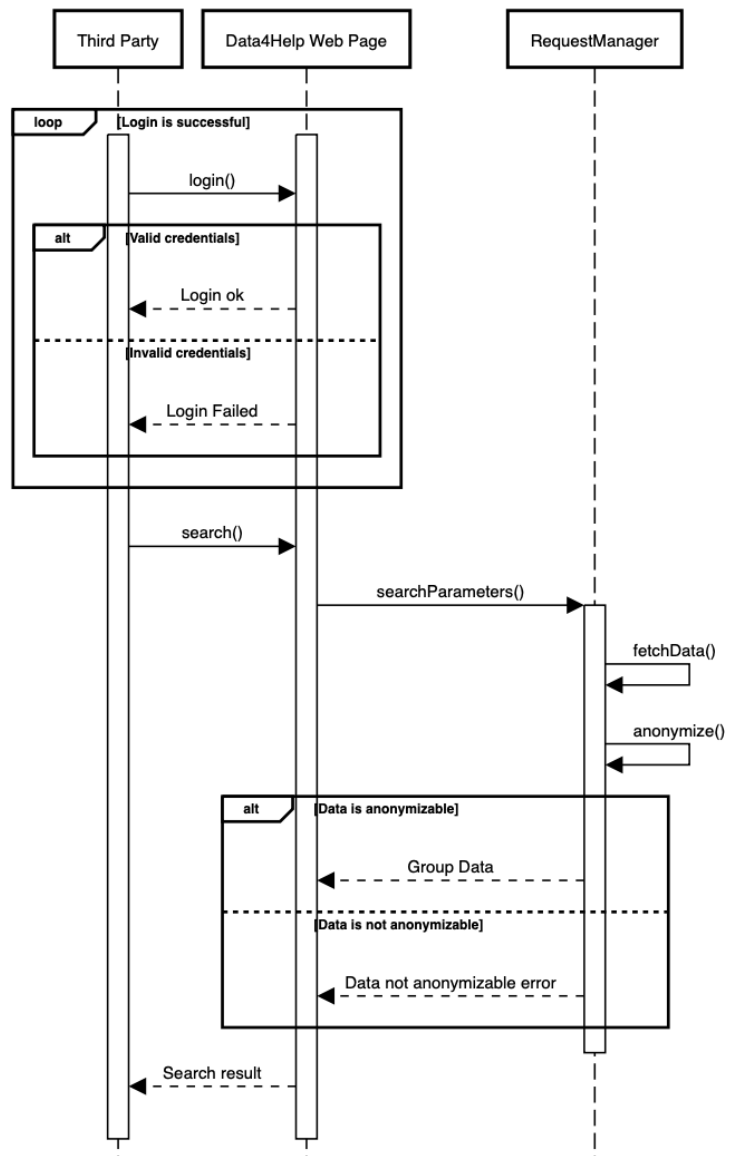 Third Party
Data4Help Web Page
RequestManager
loop
[Login is successful]
login()
alt
[Valid credentials]
Login ok
[Invalid credentials]
Login Failed
search()
searchParameters()
fetchData()
anonymize()
alt
[Data is anonymizable]
Group Data
[Data is not anonymizable]
Data not anonymizable error
Search result